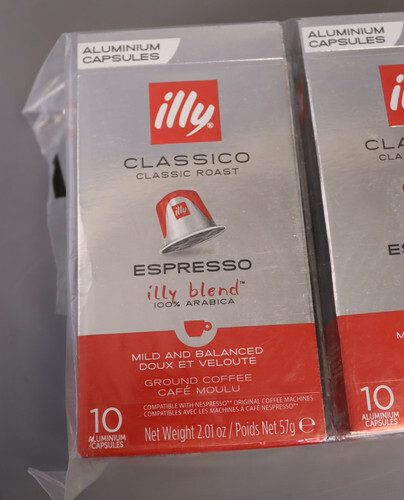 ALUMINIUM
CAPSULES
illy
CLASSICO
CLASSIC ROAST
illy
ESPRESSO
illy blend™
100% ARABICA
MILD AND BALANCED
DOUX ET VELOUTÉ
GROUND COFFEE
CAFÉ MOULU
COMPATIBLE WITH NESPRESSO** ORIGINAL COFFEE MACHINES
COMPATIBLES AVEC LES MACHINES À CAFÉ NESPRESSO**
10
ALUMINIUM
CAPSULES
Net Weight 2.01 oz / Poids Net 57g ℮
ALUMINIUM
CAPSULES
il
CLA
CLAS
ES
M
10
ALUMINIUM
CAPSULES